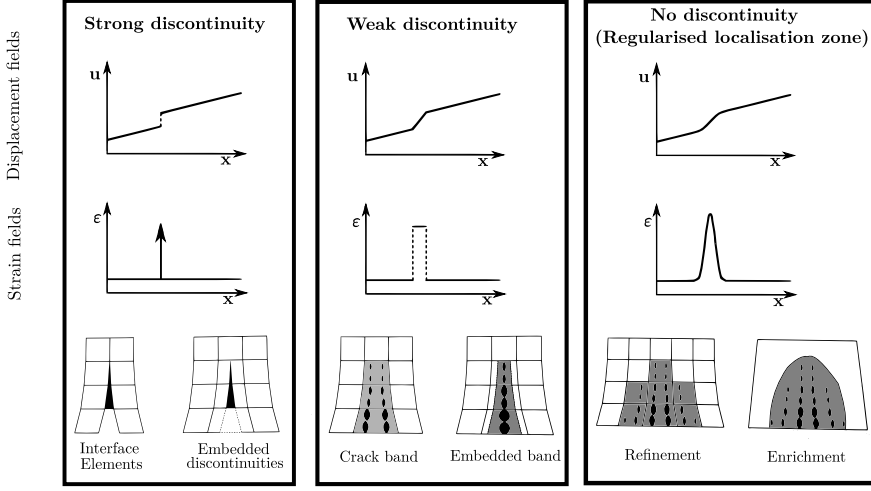 Displacement fields
Strain fields
Strong discontinuity
u
x
ε
x
Interface
Elements
Embedded
discontinuities
Weak discontinuity
u
x
ε
x
Crack band
Embedded band
No discontinuity
(Regularised localisation zone)
u
x
ε
x
Refinement
Enrichment